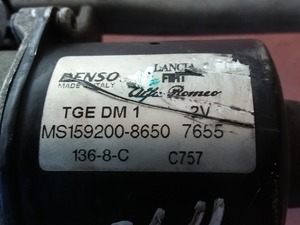 DENSO LANCIA
MADE IN ITALY FIAT
Alfa Romeo
TGE DM 1 2V
MS159200-8650 7655
136-8-C C757